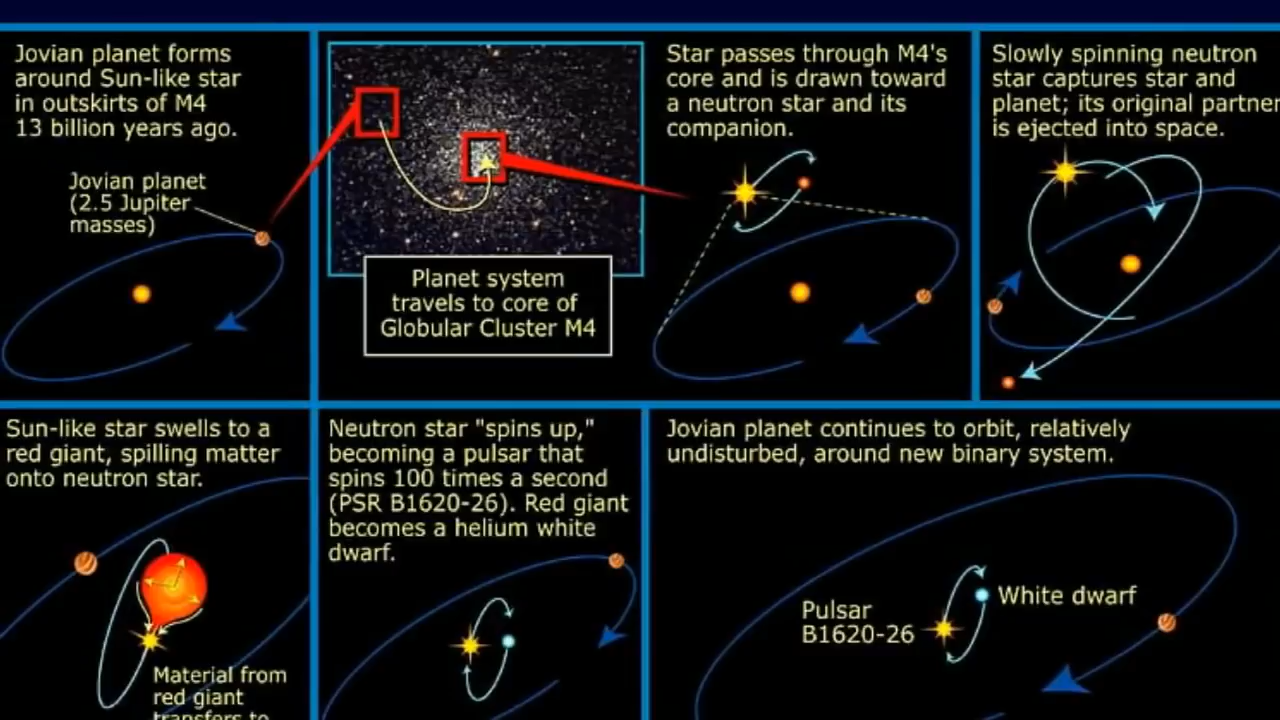 Jovian planet forms
around Sun-like star
in outskirts of M4
13 billion years ago.
Jovian planet
(2.5 Jupiter
masses)
Planet system
travels to core of
Globular Cluster M4
Star passes through M4's
core and is drawn toward
a neutron star and its
companion.
Slowly spinning neutron
star captures star and
planet; its original partner
is ejected into space.
Sun-like star swells to a
red giant, spilling matter
onto neutron star.
Material from
red giant
transfers to
Neutron star "spins up,"
becoming a pulsar that
spins 100 times a second
(PSR B1620-26). Red giant
becomes a helium white
dwarf.
Jovian planet continues to orbit, relatively
undisturbed, around new binary system.
Pulsar
B1620-26
White dwarf